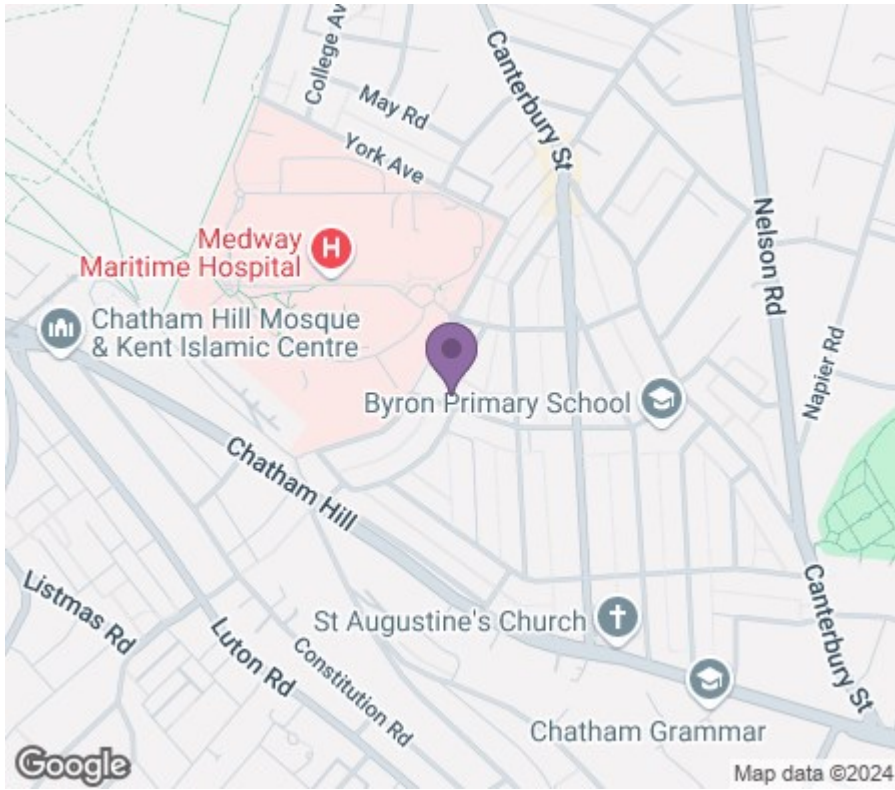 College Av
May Rd
York Ave
Canterbury St
Nelson Rd
Napier Rd
Medway
Maritime Hospital
H
Chatham Hill Mosque
& Kent Islamic Centre
Byron Primary School
Chatham Hill
Listmas Rd
Luton Rd
Constitution Rd
St Augustine's Church
Canterbury St
Chatham Grammar
Google
Map data ©2024